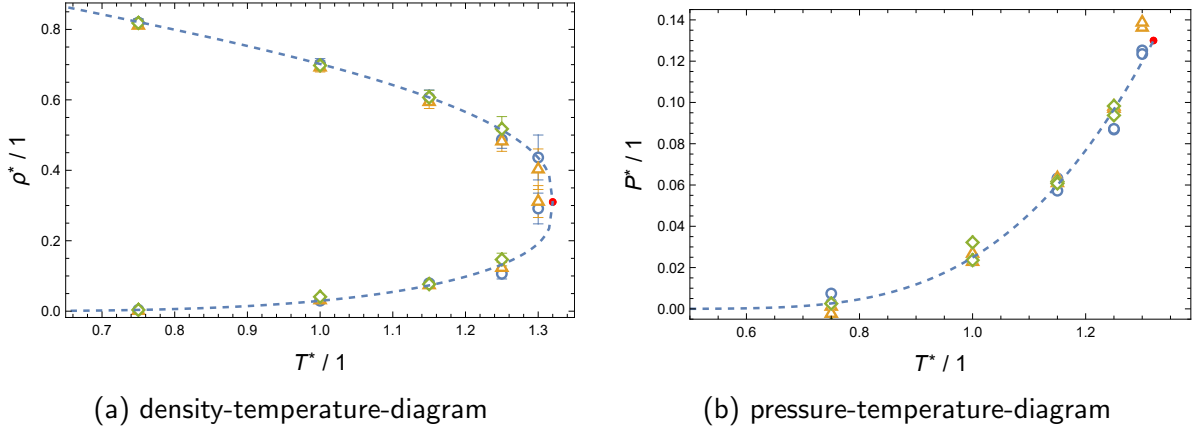 0.8
0.6
0.4
0.2
0.0
ρ* / 1
0.7 0.8 0.9 1.0 1.1 1.2 1.3
T* / 1
(a) density-temperature-diagram
0.14
0.12
0.10
0.08
0.06
0.04
0.02
0.00
P* / 1
0.6 0.8 1.0 1.2
T* / 1
(b) pressure-temperature-diagram